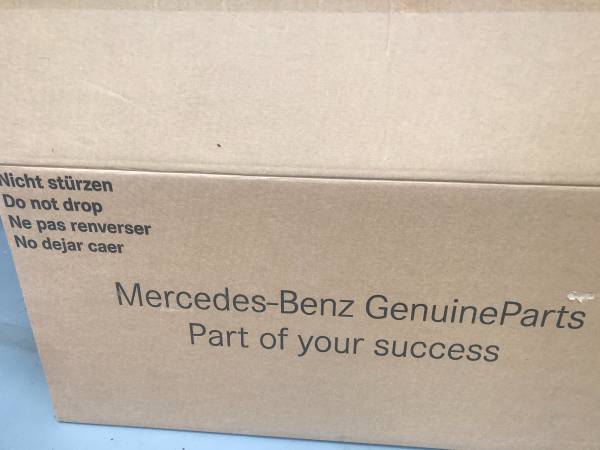 Nicht stürzen
Do not drop
Ne pas renverser
No dejar caer
Mercedes-Benz GenuineParts
Part of your success